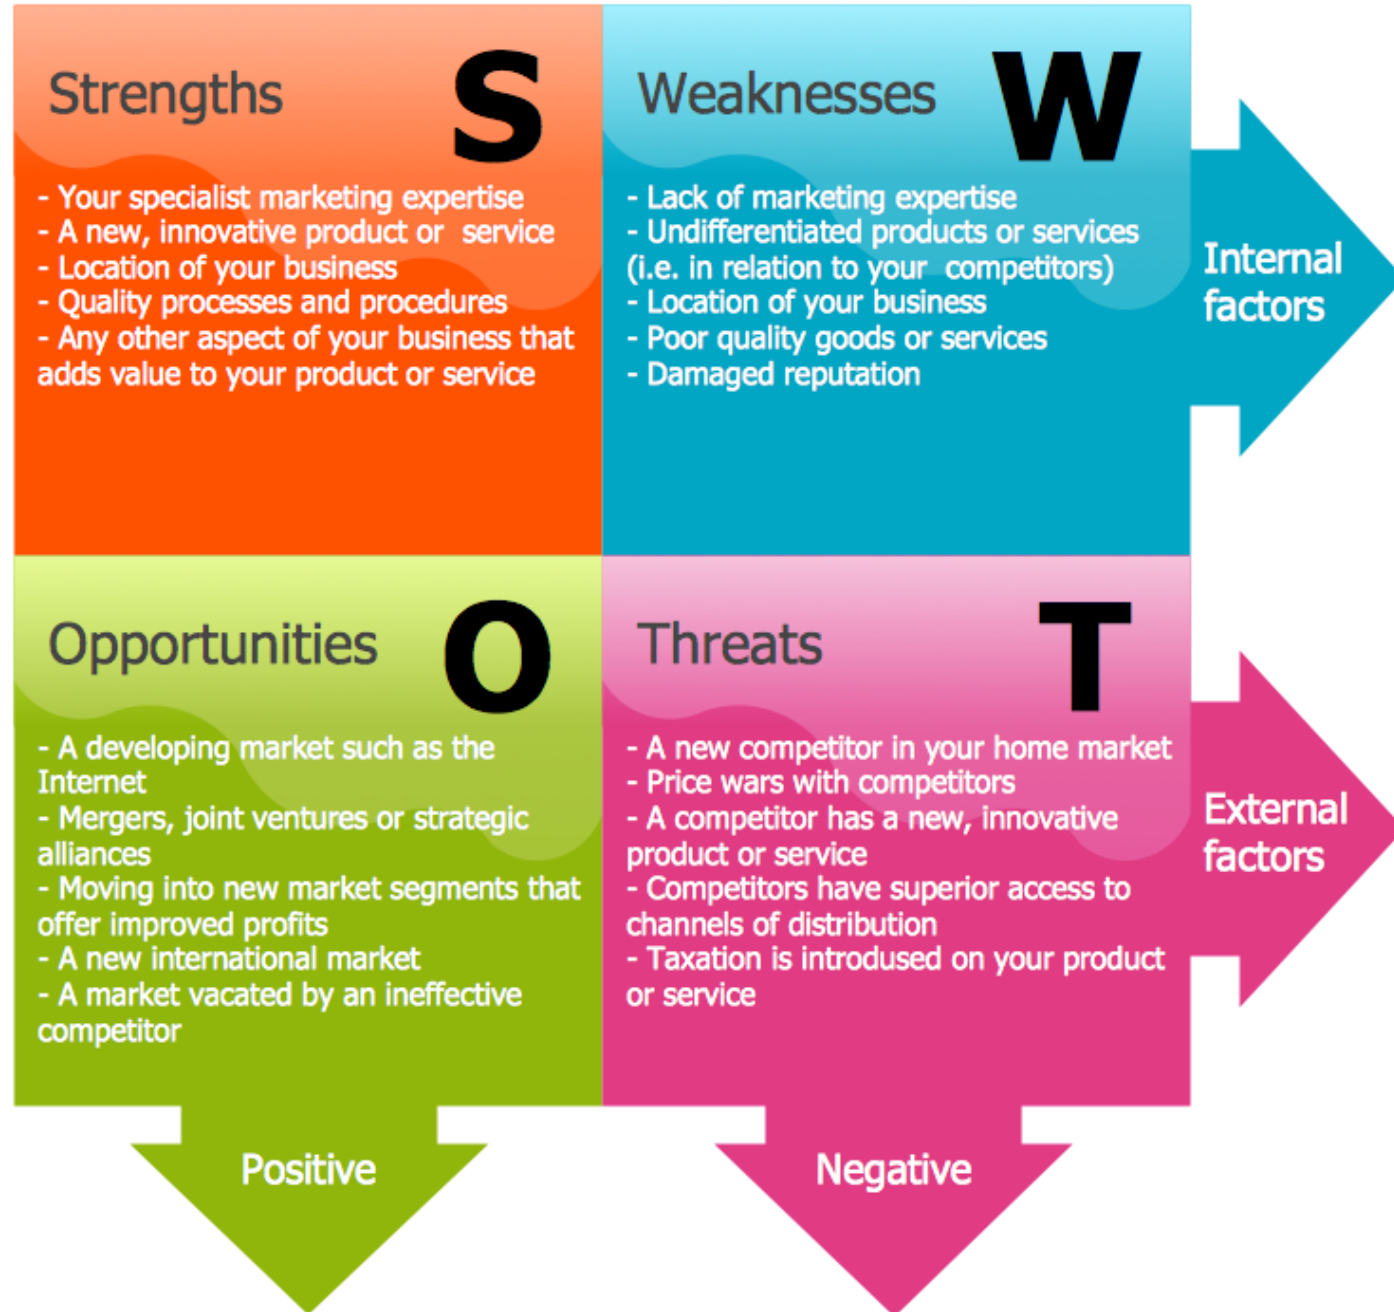 Strengths S
- Your specialist marketing expertise
- A new, innovative product or  service
- Location of your business
- Quality processes and procedures
- Any other aspect of your business that
adds value to your product or service
Weaknesses W
- Lack of marketing expertise
- Undifferentiated products or services
(i.e. in relation to your  competitors)
- Location of your business
- Poor quality goods or services
- Damaged reputation
Internal
factors
Opportunities O
- A developing market such as the
Internet
- Mergers, joint ventures or strategic
alliances
- Moving into new market segments that
offer improved profits
- A new international market
- A market vacated by an ineffective
competitor
Threats T
- A new competitor in your home market
- Price wars with competitors
- A competitor has a new, innovative
product or service
- Competitors have superior access to
channels of distribution
- Taxation is introdused on your product
or service
External
factors
Positive
Negative